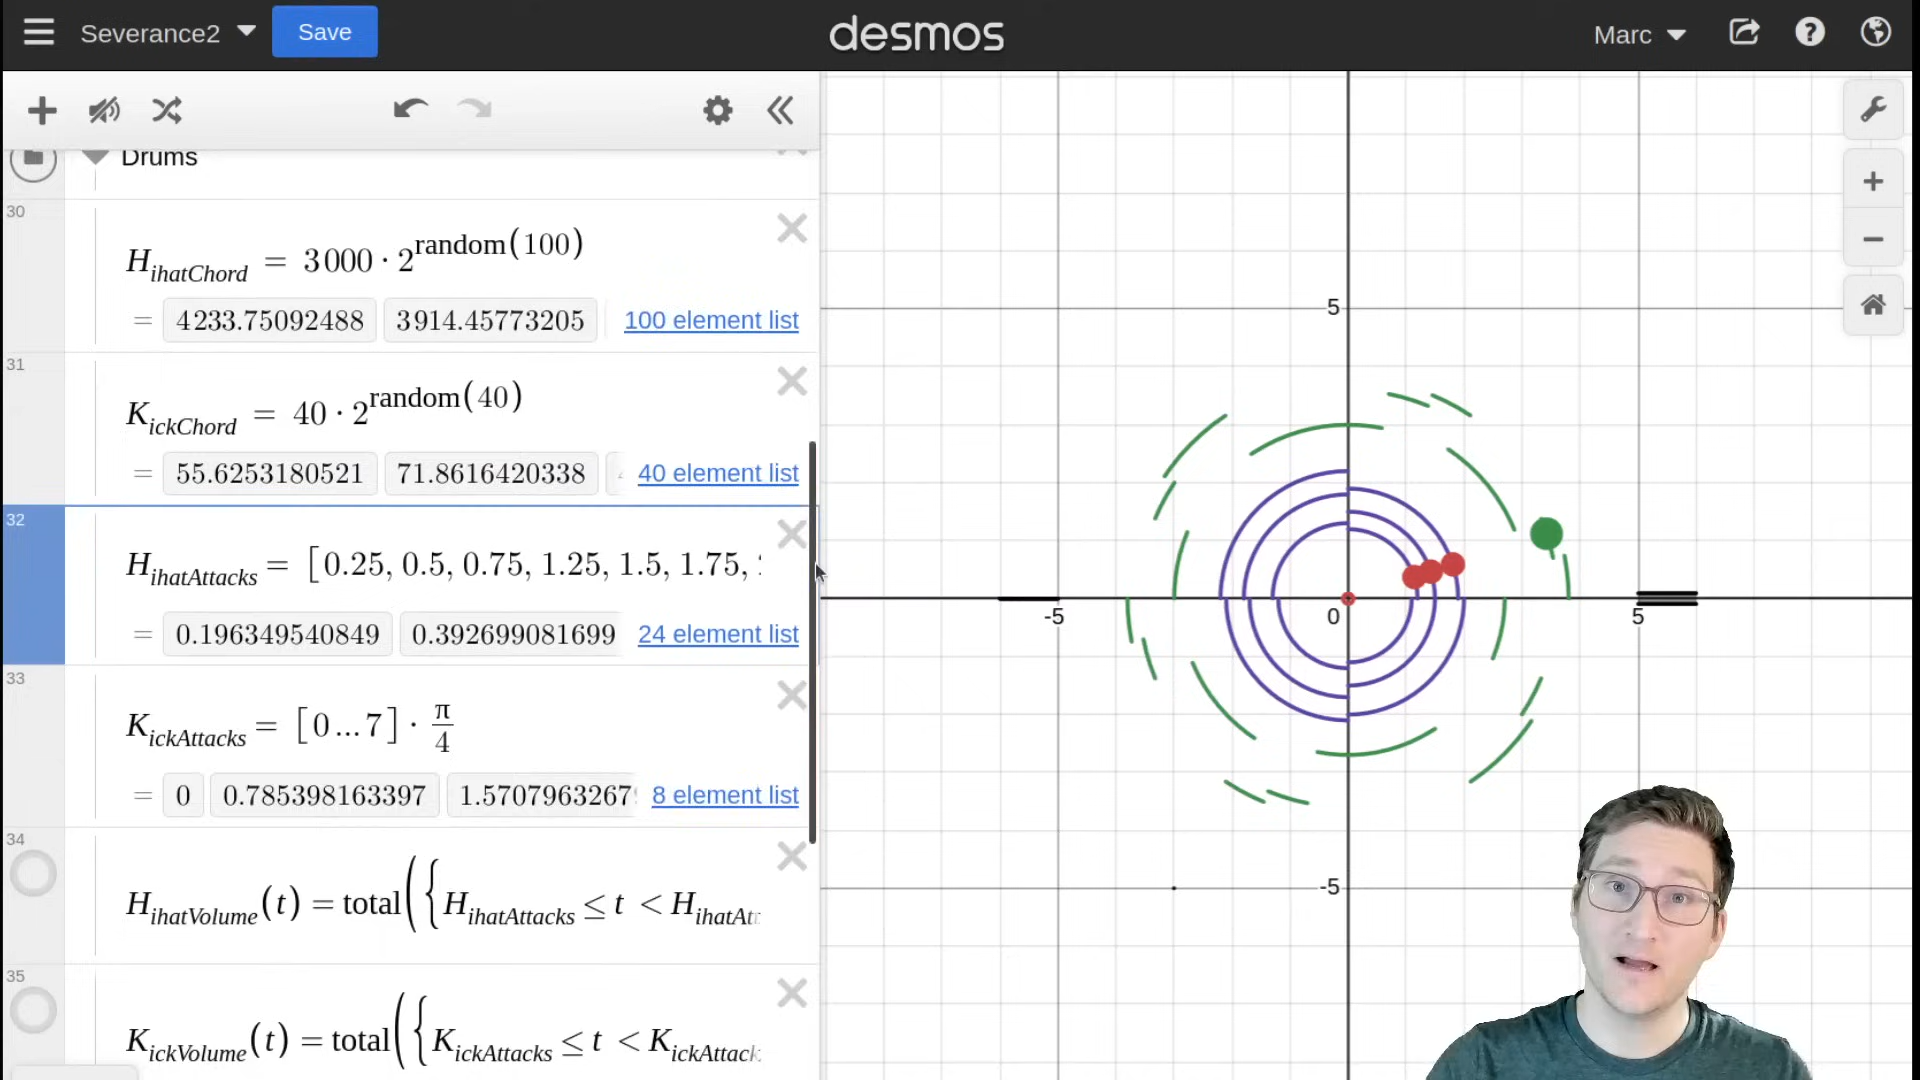 Severance2
Save
desmos
Marc
Drums
30
H_ihatChord = 3000 · 2^random(100)
= 4233.75092488 3914.45773205 100 element list
31
K_ickChord = 40 · 2^random(40)
= 55.6253180521 71.8616420338 40 element list
32
H_ihatAttacks = [0.25, 0.5, 0.75, 1.25, 1.5, 1.75,
= 0.196349540849 0.392699081699 24 element list
33
K_ickAttacks = [0...7] · π/4
= 0 0.785398163397 1.5707963267 8 element list
34
H_ihatVolume(t) = total({H_ihatAttacks ≤ t < H_ihatAtt
35
K_ickVolume(t) = total({K_ickAttacks ≤ t < K_ickAttack
5
-5
0
5
-5